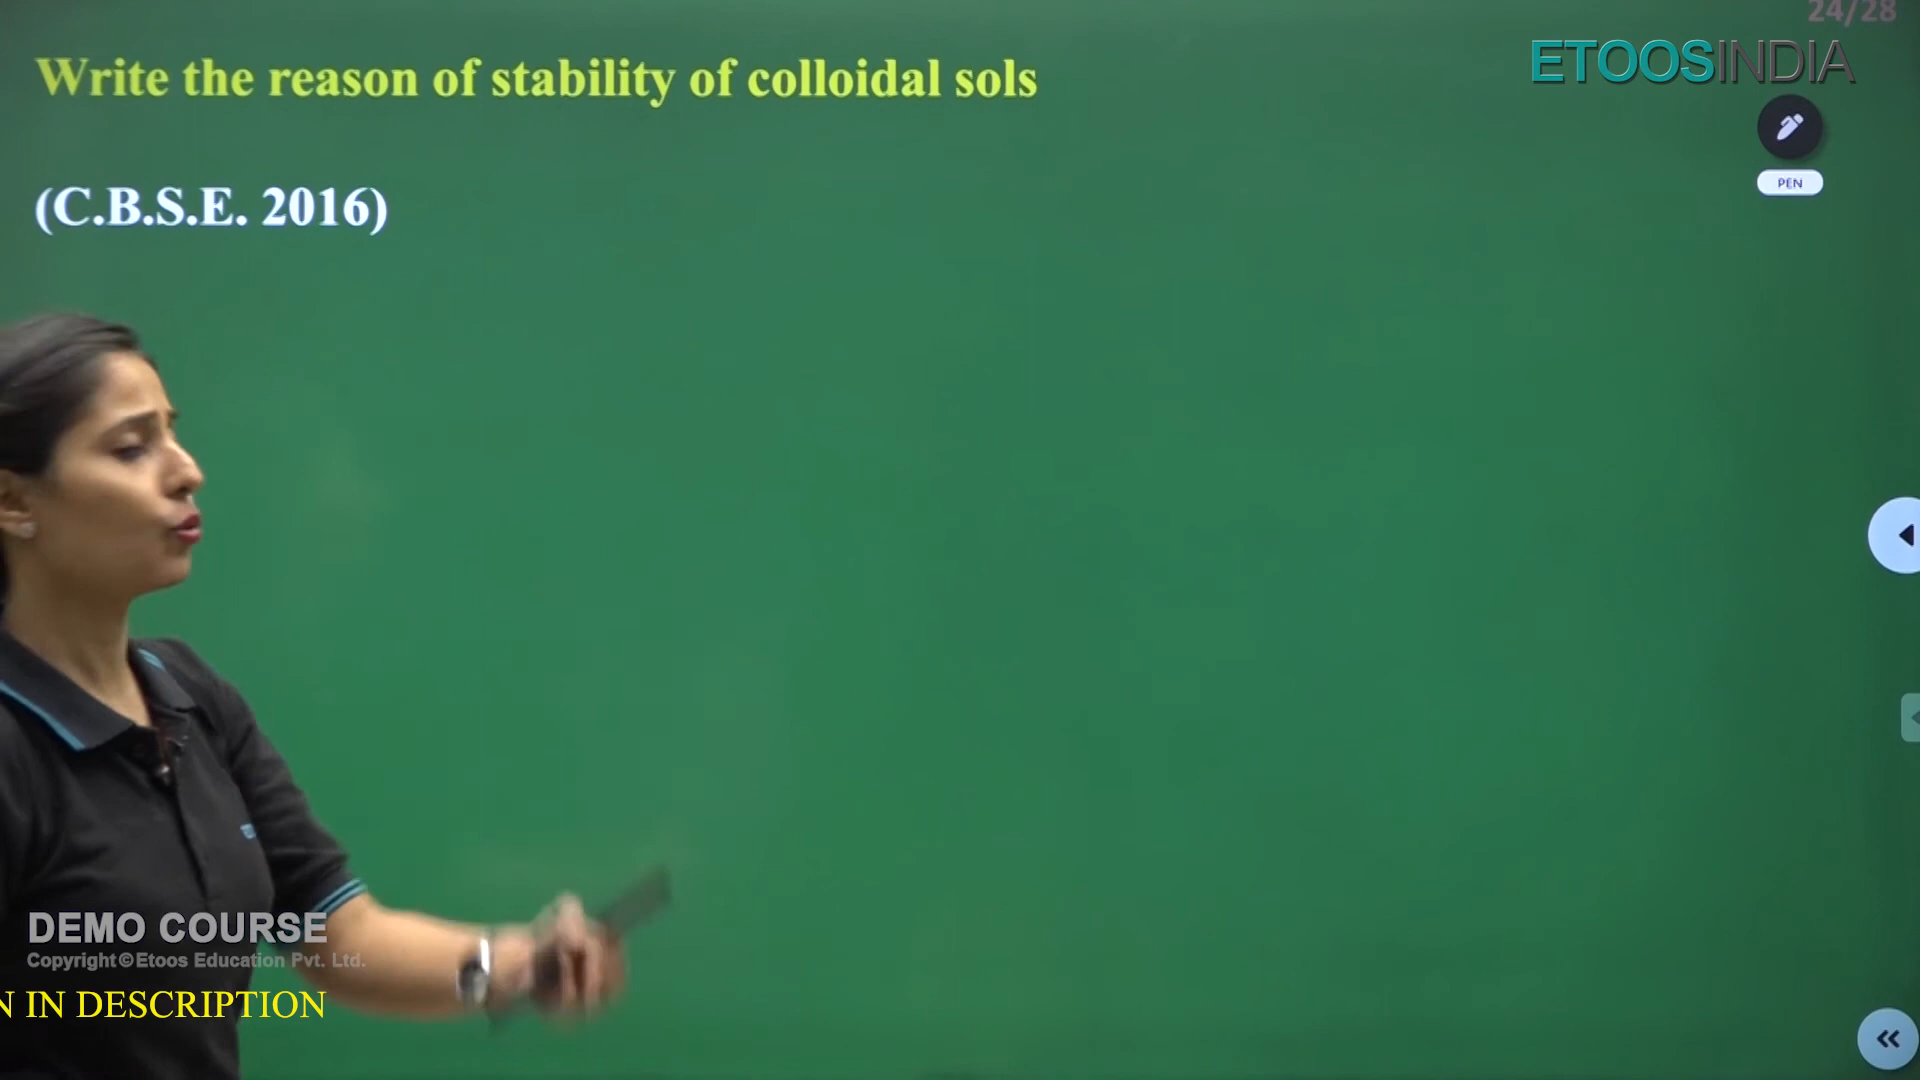 24/28
ETOOSINDIA
Write the reason of stability of colloidal sols
PEN
(C.B.S.E. 2016)
DEMO COURSE
Copyright©Etoos Education Pvt. Ltd.
N IN DESCRIPTION